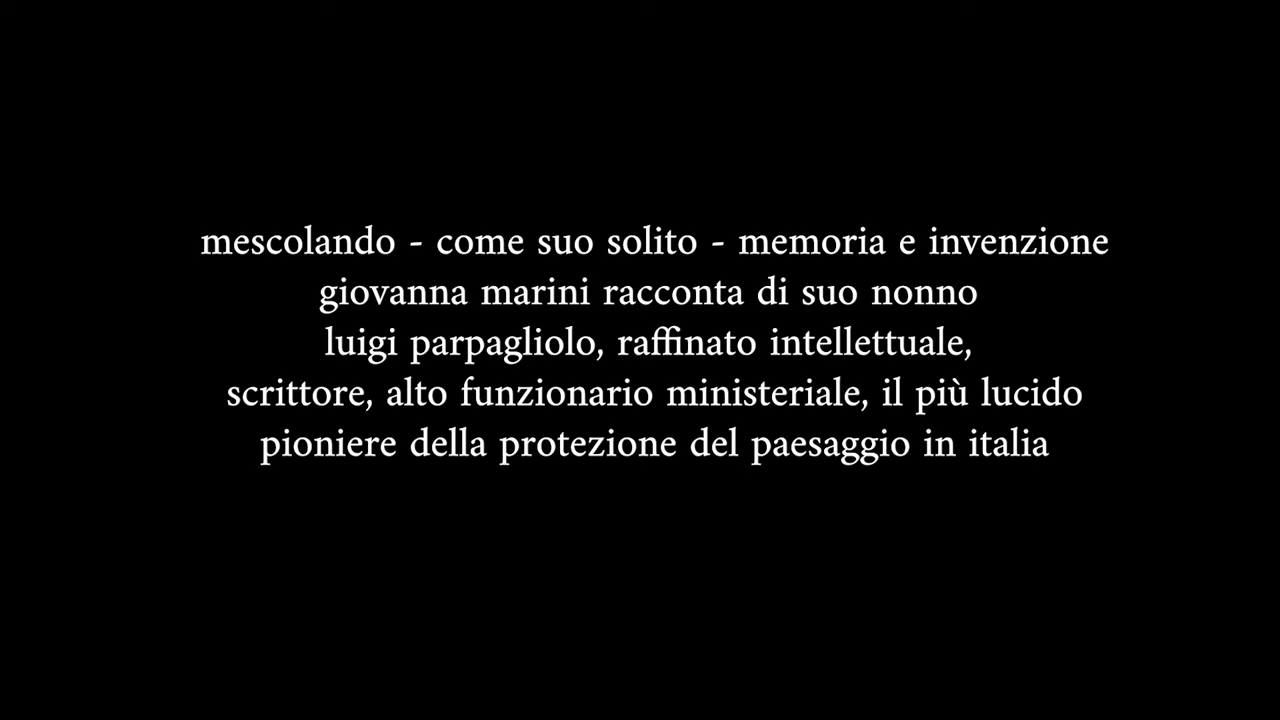 mescolando - come suo solito - memoria e invenzione
giovanna marini racconta di suo nonno
luigi parpagliolo, raffinato intellettuale,
scrittore, alto funzionario ministeriale, il più lucido
pioniere della protezione del paesaggio in italia